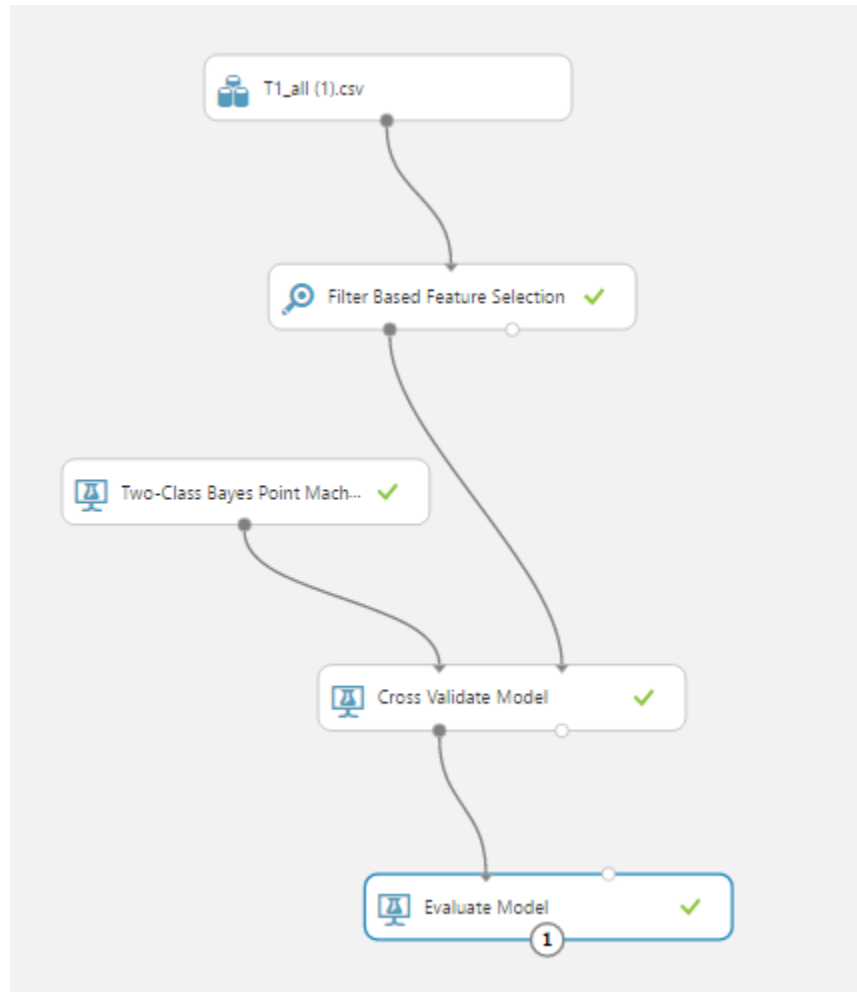 T1_all (1).csv
Filter Based Feature Selection
Two-Class Bayes Point Mach...
Cross Validate Model
Evaluate Model
1